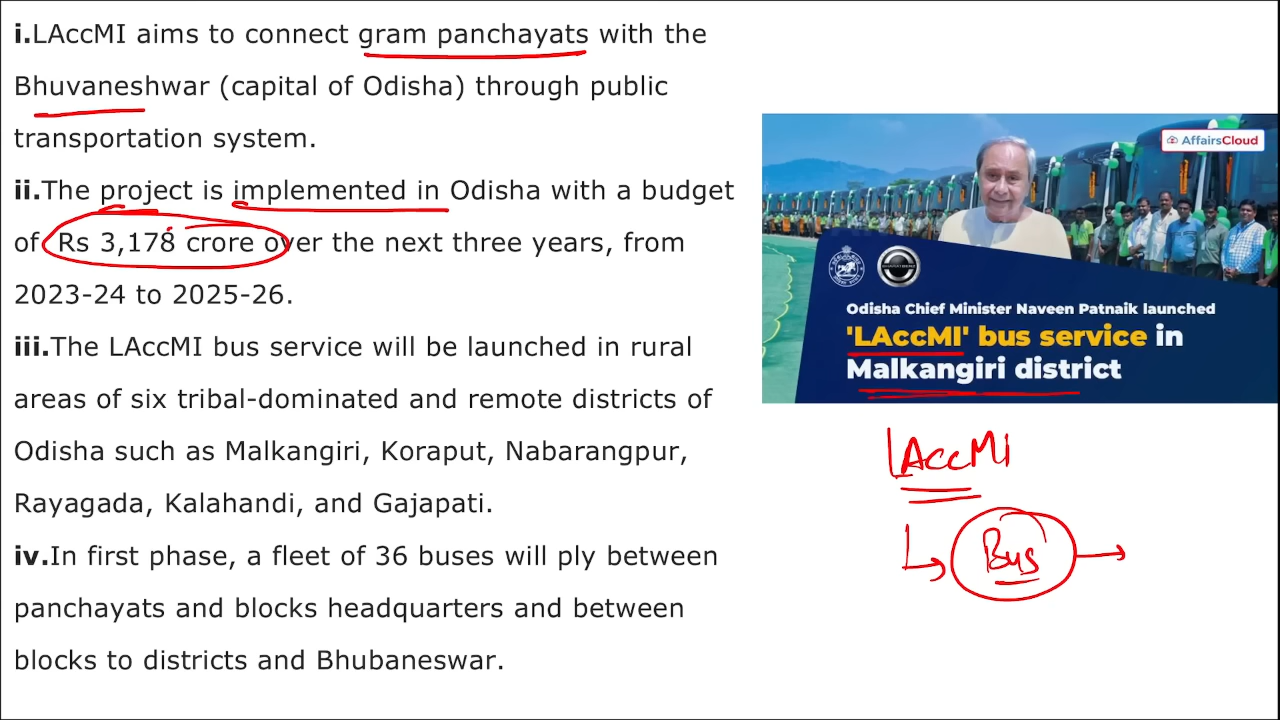 i.LAccMI aims to connect gram panchayats with the
Bhuvaneshwar (capital of Odisha) through public
transportation system.
ii.The project is implemented in Odisha with a budget
of Rs 3,178 crore over the next three years, from
2023-24 to 2025-26.
iii.The LAccMI bus service will be launched in rural
areas of six tribal-dominated and remote districts of
Odisha such as Malkangiri, Koraput, Nabarangpur,
Rayagada, Kalahandi, and Gajapati.
iv.In first phase, a fleet of 36 buses will ply between
panchayats and blocks headquarters and between
blocks to districts and Bhubaneswar.
AffairsCloud
Odisha Chief Minister Naveen Patnaik launched
'LAccMI' bus service in
Malkangiri district
LAccMI
Bus